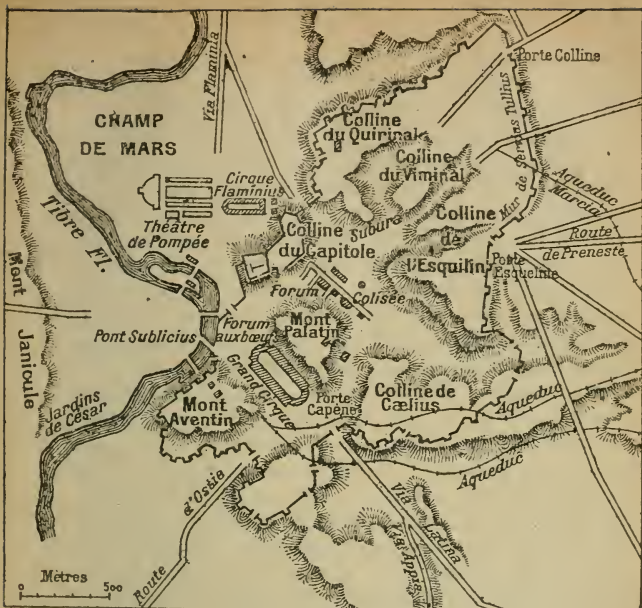 Via Flaminia
Porte Colline
CHAMP
DE MARS
Colline
du Quirinal
Mur de Servius Tullius
Colline
du Viminal
Cirque
Flaminius
Aqueduc
Marcia
Tibre Fl.
Théâtre
de Pompée
Colline
du Capitole
Subura
Colline
de
l'Esquilin
Route
de Preneste
Porte
Esqueline
Mont
Janicule
Forum
Colisée
Pont Sublicius
Forum
aux bœufs
Mont
Palatin
Grand Cirque
Jardins
de César
Mont
Aventin
Porte
Capène
Colline de
Cælius
Aqueduc
Aqueduc
Route d'Ostie
Via Latina
Via Appia
Mètres
0 500